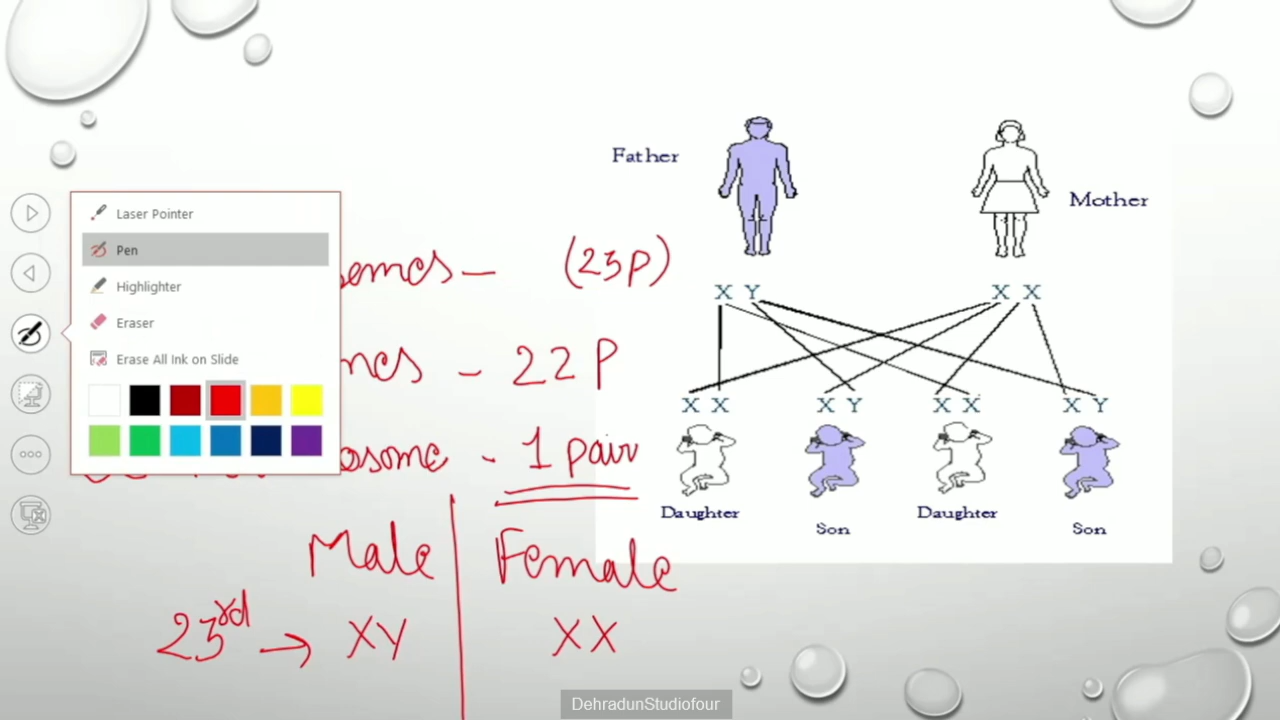 Laser Pointer
Pen
Highlighter
Eraser
Erase All Ink on Slide
(23P)
- 22 P
- 1 pair
Male Female
23rd → XY XX
Father
Mother
X Y X X
X X X Y X X X Y
Daughter Son Daughter Son
DehradunStudiofour